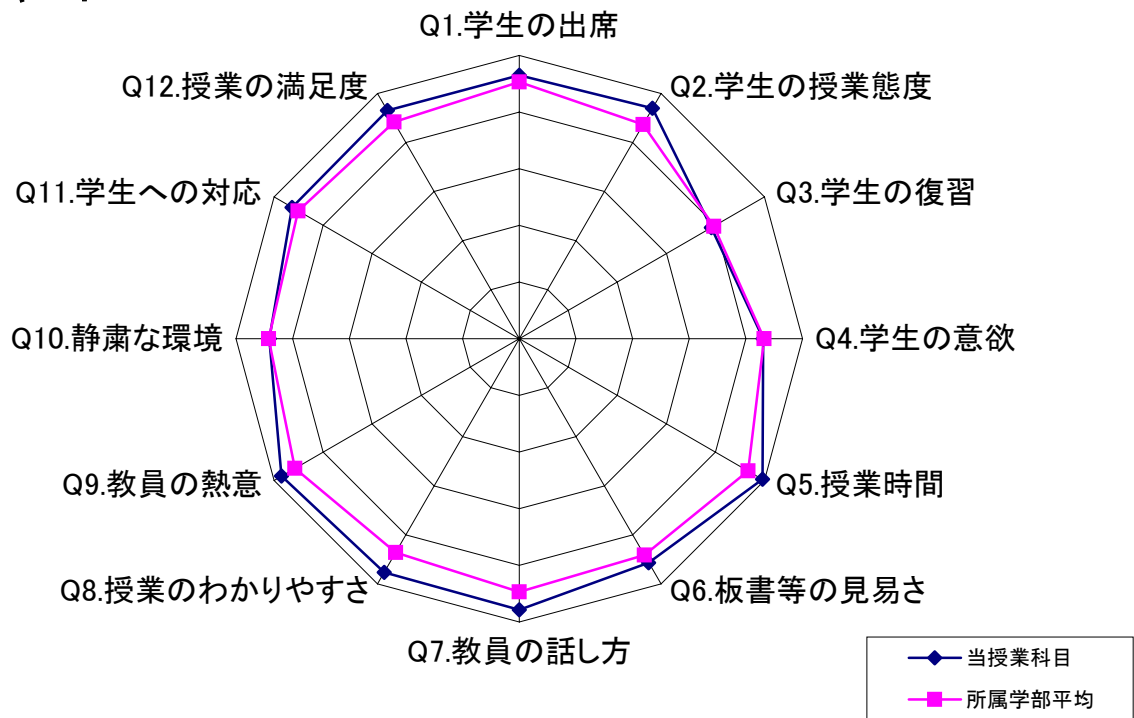 Q1.学生の出席
Q2.学生の授業態度
Q3.学生の復習
Q4.学生の意欲
Q5.授業時間
Q6.板書等の見易さ
Q7.教員の話し方
Q8.授業のわかりやすさ
Q9.教員の熱意
Q10.静粛な環境
Q11.学生への対応
Q12.授業の満足度
当授業科目
所属学部平均